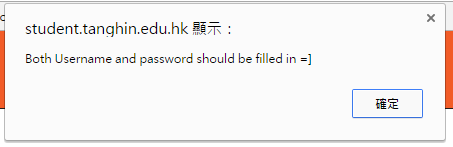 student.tanghin.edu.hk 顯示：
Both Username and password should be filled in =]
確定